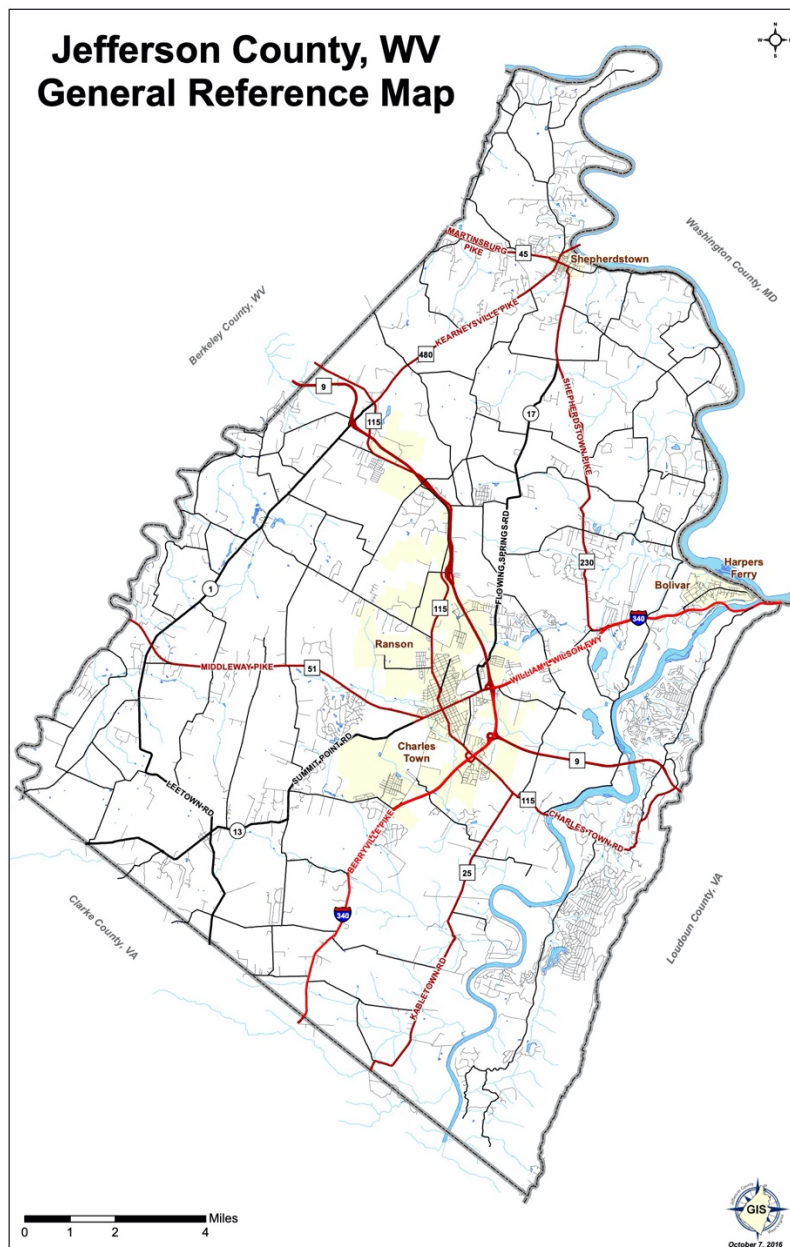 Jefferson County, WV
General Reference Map
W
N
S
Washington County, MD
MARTINSBURG
PIKE
45
Shepherdstown
Berkeley County, WV
KEARNEYSVILLE PIKE
480
9
115
17
SHEPHERDSTOWN PIKE
FLOWING SPRINGS RD
1
230
Harpers
Ferry
Bolivar
115
340
Ranson
WILLIAM L WILSON FWY
MIDDLEWAY PIKE
51
SUMMIT POINT RD
Charles
Town
9
LEETOWN RD
115
CHARLES TOWN RD
13
BERRYVILLE PIKE
25
340
Clarke County, VA
Loudoun County, VA
KABLETOWN RD
Miles
0
1
2
4
Jefferson County
GIS
October 7, 2016